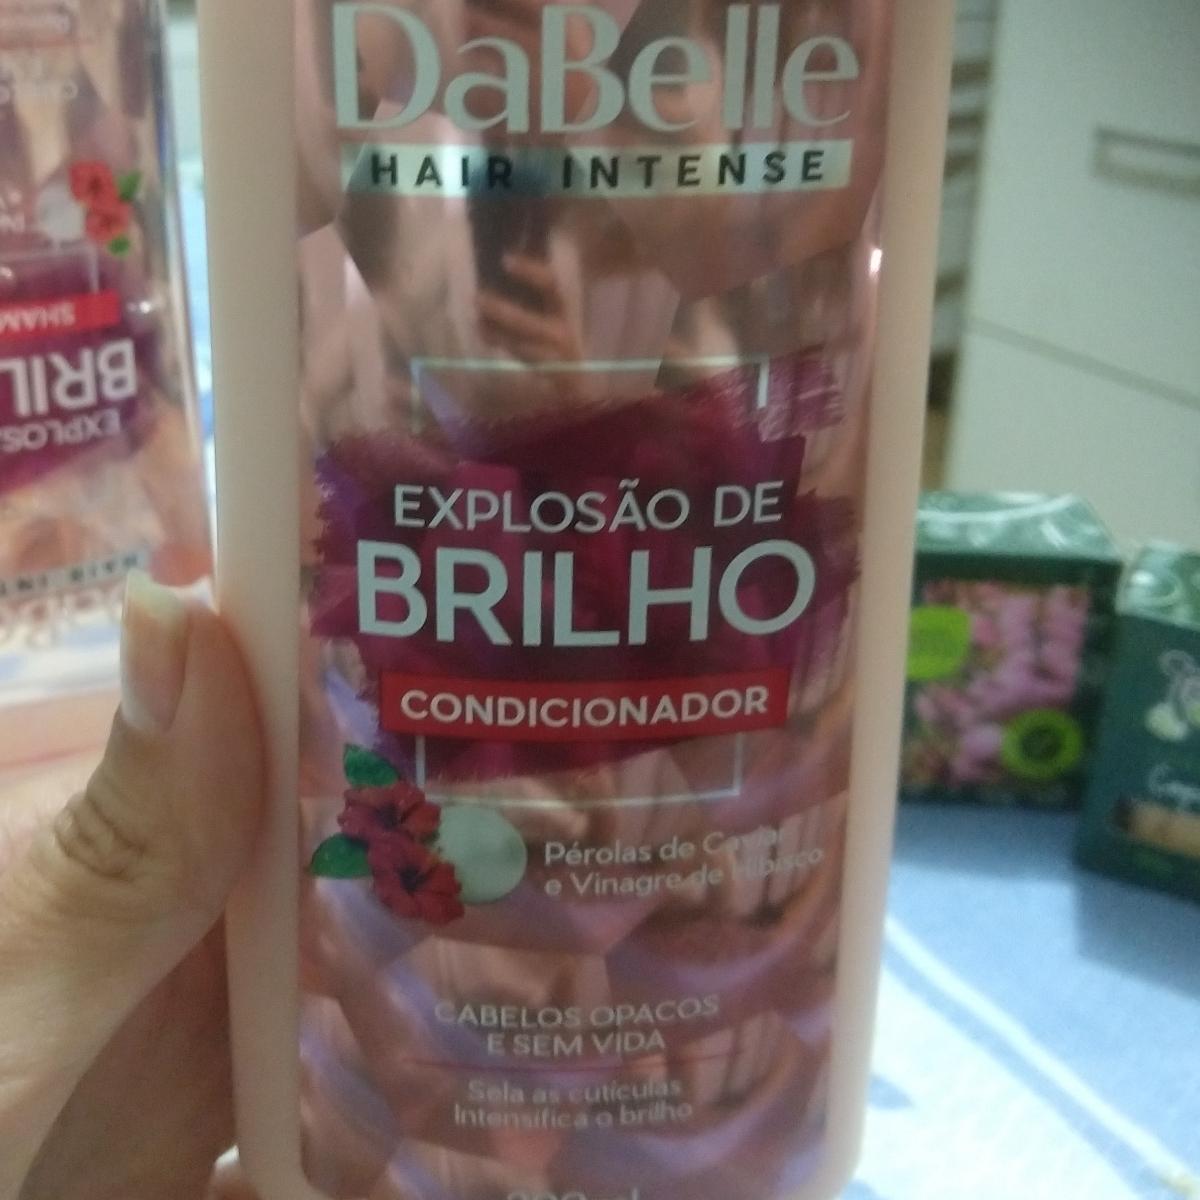 DaBelle
HAIR INTENSE
EXPLOSÃO DE
BRILHO
CONDICIONADOR
Pérolas de Caviar
e Vinagre de Hibisco
CABELOS OPACOS
E SEM VIDA
Sela as cutículas
Intensifica o brilho